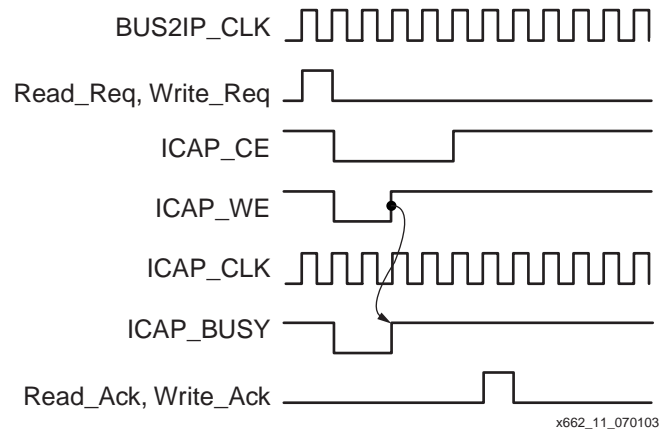 BUS2IP_CLK
Read_Req, Write_Req
ICAP_CE
ICAP_WE
ICAP_CLK
ICAP_BUSY
Read_Ack, Write_Ack
x662_11_070103